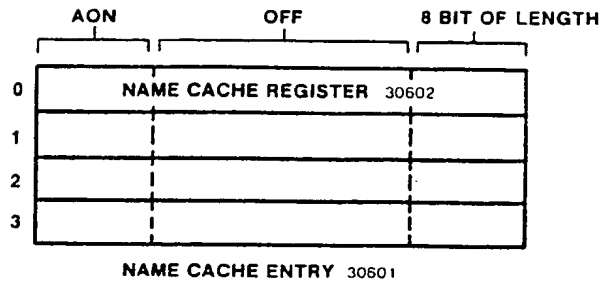 AON OFF 8 BIT OF LENGTH
0 NAME CACHE REGISTER 30602
1
2
3
NAME CACHE ENTRY 30601